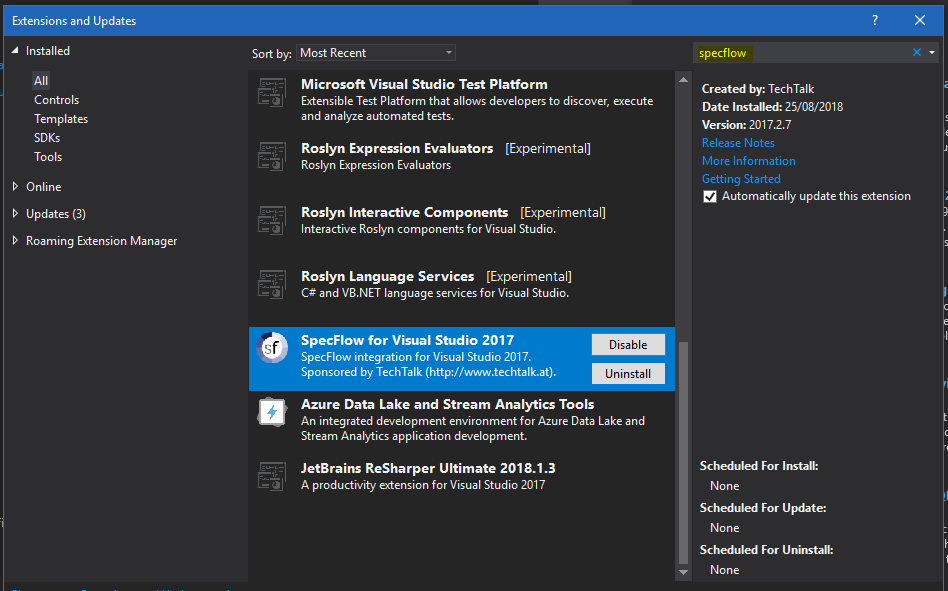 Extensions and Updates
?
Installed
All
Controls
Templates
SDKs
Tools
Online
Updates (3)
Roaming Extension Manager
Sort by: Most Recent
Microsoft Visual Studio Test Platform
Extensible Test Platform that allows developers to discover, execute
and analyze automated tests.
Roslyn Expression Evaluators [Experimental]
Roslyn Expression Evaluators
Roslyn Interactive Components [Experimental]
Interactive Roslyn components for Visual Studio.
Roslyn Language Services [Experimental]
C# and VB.NET language services for Visual Studio.
sf
SpecFlow for Visual Studio 2017
SpecFlow integration for Visual Studio 2017.
Sponsored by TechTalk (http://www.techtalk.at).
Disable
Uninstall
Azure Data Lake and Stream Analytics Tools
An integrated development environment for Azure Data Lake and
Stream Analytics application development.
JetBrains ReSharper Ultimate 2018.1.3
A productivity extension for Visual Studio 2017
specflow
Created by: TechTalk
Date Installed: 25/08/2018
Version: 2017.2.7
Release Notes
More Information
Getting Started
Automatically update this extension
Scheduled For Install:
None
Scheduled For Update:
None
Scheduled For Uninstall:
None